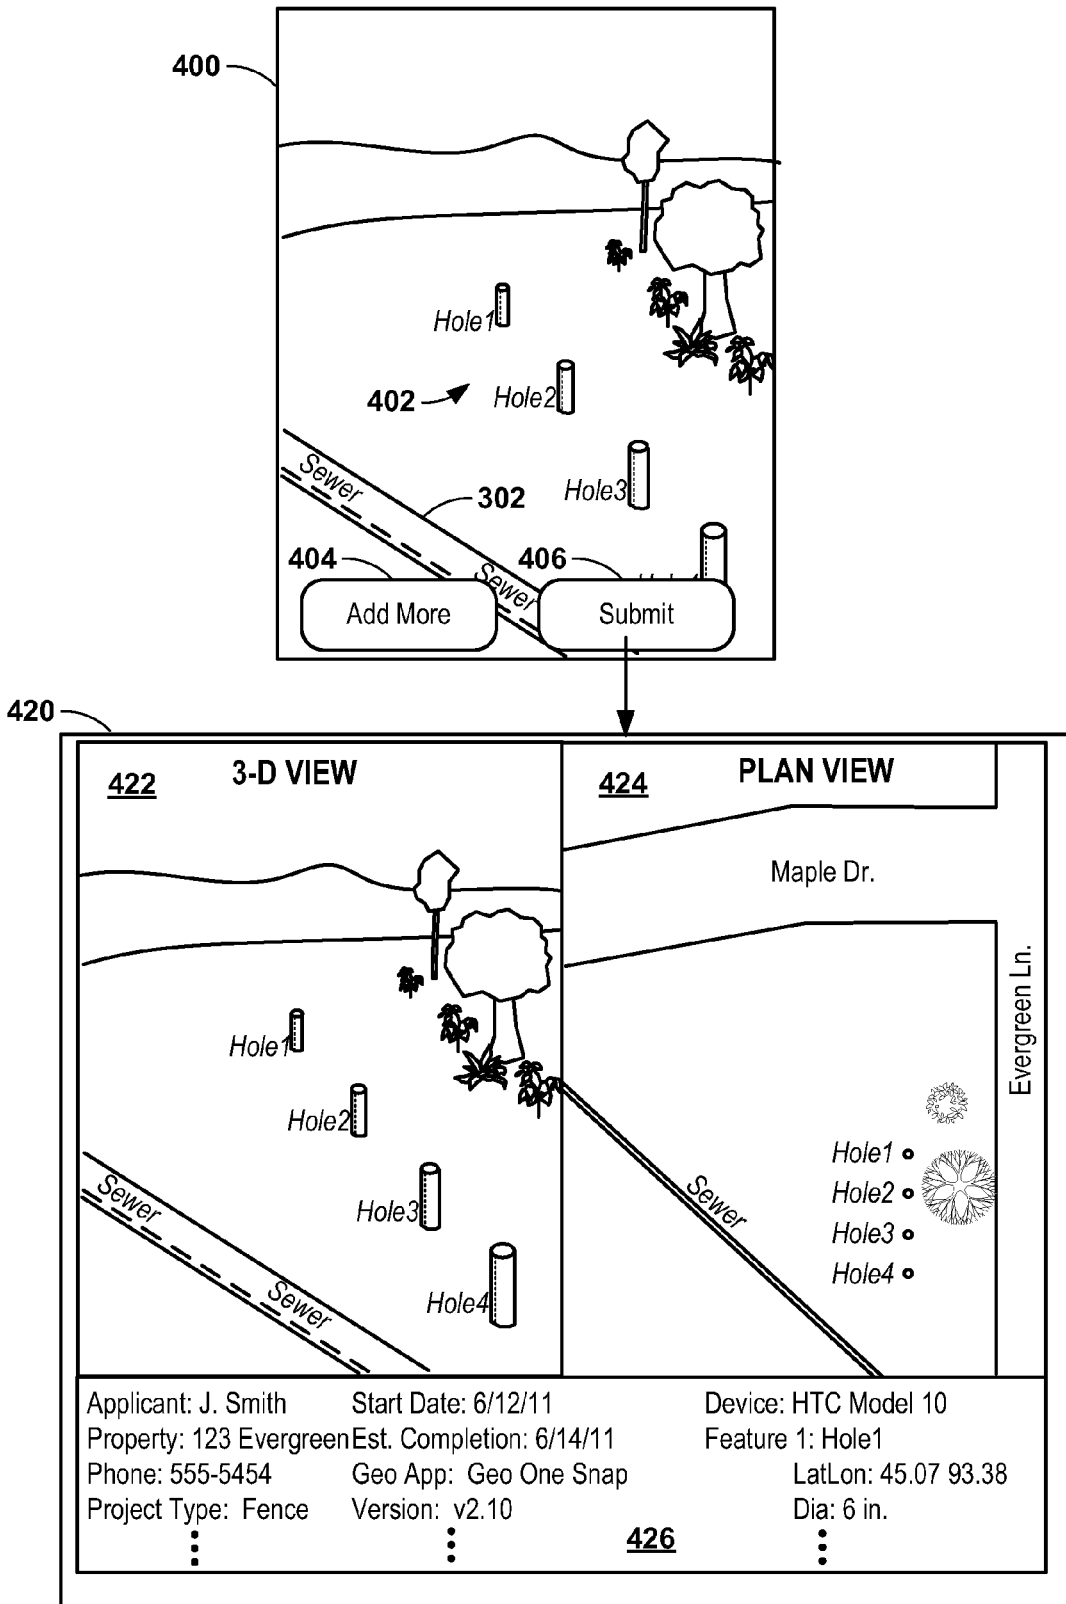 400
Hole1
402
Hole2
Hole3
Sewer
302
404
406
Sewer
Add More
Submit
420
422
3-D VIEW
424
PLAN VIEW
Maple Dr.
Evergreen Ln.
Hole1
Hole2
Hole3
Hole4
Sewer
Sewer
Sewer
Hole1
Hole2
Hole3
Hole4
Applicant: J. Smith
Start Date: 6/12/11
Device: HTC Model 10
Property: 123 Evergreen
Est. Completion: 6/14/11
Feature 1: Hole1
Phone: 555-5454
Geo App: Geo One Snap
LatLon: 45.07 93.38
Project Type: Fence
Version: v2.10
Dia: 6 in.
426